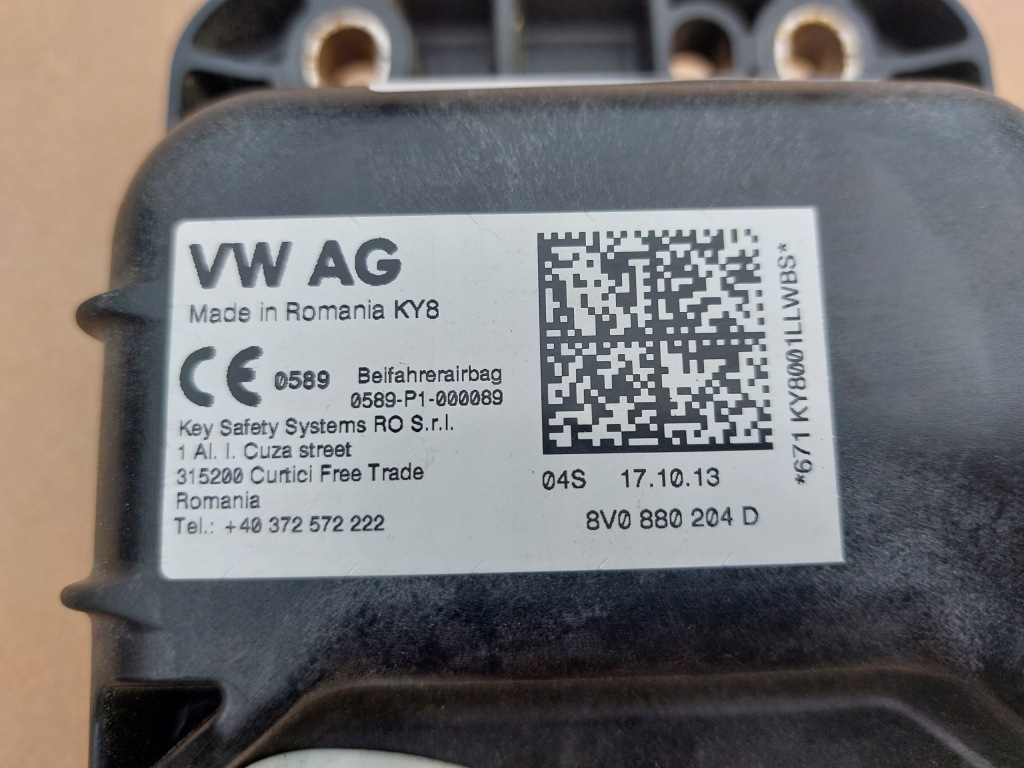 VW AG
Made in Romania KY8
CE 0589 Beifahrerairbag
0589-P1-000089
Key Safety Systems RO S.r.l.
1 Al. I. Cuza street
315200 Curtici Free Trade
Romania
Tel.: +40 372 572 222
04S 17.10.13
8V0 880 204 D
*671 KY8001LLWBS*